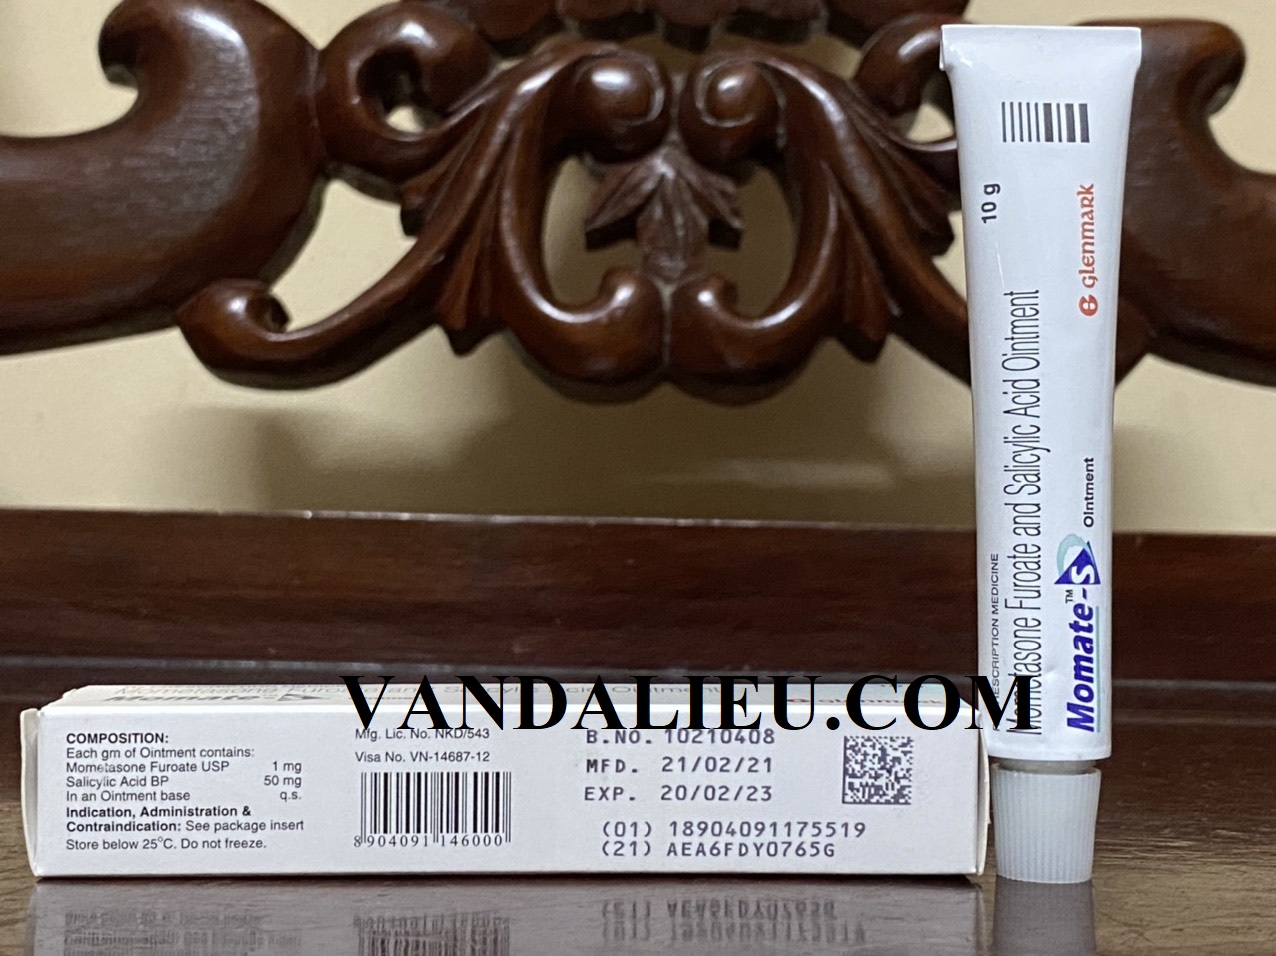 10 g
GLENMARK
PRESCRIPTION MEDICINE
Mometasone Furoate and Salicylic Acid Ointment
Momate-S™
Ointment
VANDALIEU.COM
COMPOSITION:
Each gm of Ointment contains:
Mometasone Furoate USP 1 mg
Salicylic Acid BP 50 mg
In an Ointment base q.s.
Indication, Administration &
Contraindication: See package insert
Store below 25°C. Do not freeze.
Mfg. Lic. No. NKD/543
Visa No. VN-14687-12
8 904091 146000
B.NO. 10210408
MFD. 21/02/21
EXP. 20/02/23
(01) 18904091175519
(21) AEA6FDY0765G